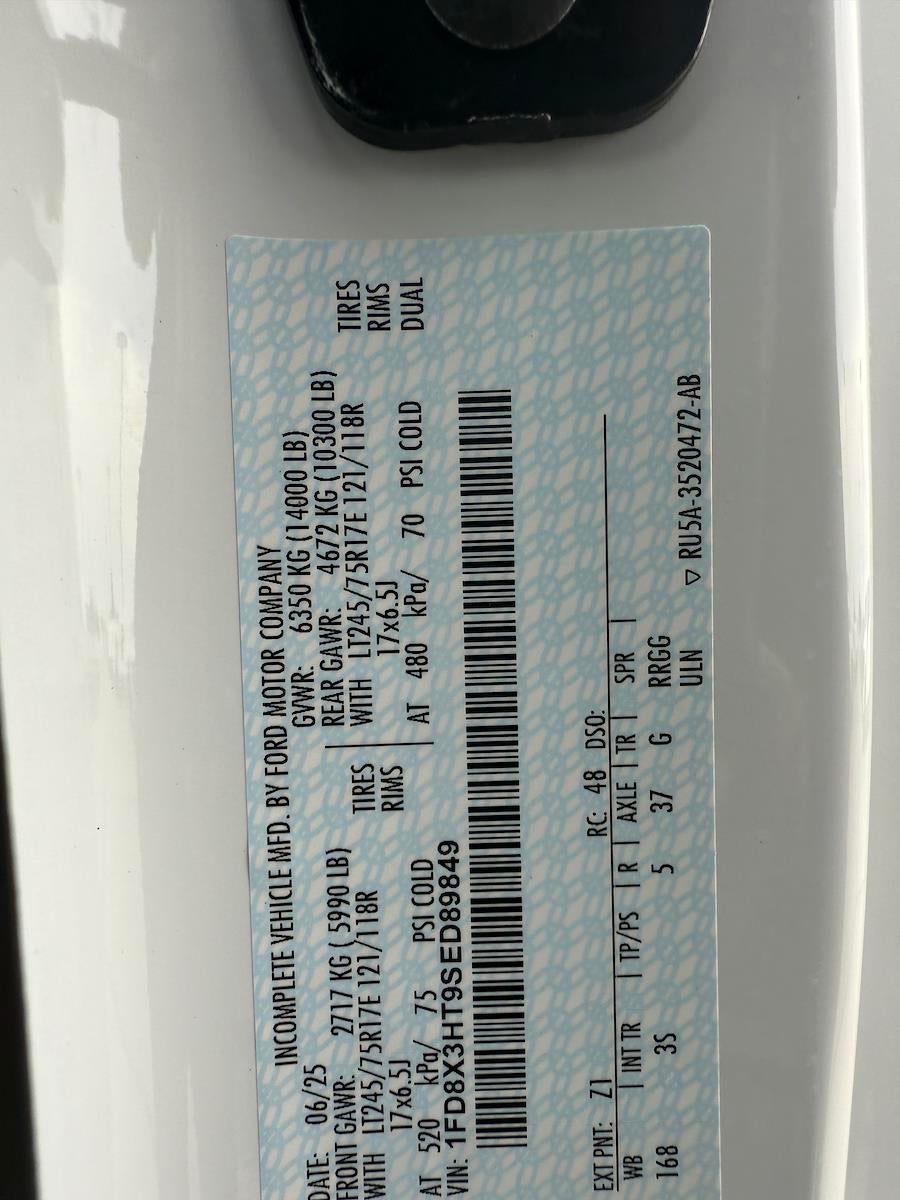 INCOMPLETE VEHICLE MFD. BY FORD MOTOR COMPANY
DATE: 06/25 GVWR: 6350 KG (14000 LB)
FRONT GAWR: 2717 KG ( 5990 LB) REAR GAWR: 4672 KG (10300 LB)
WITH LT245/75R17E 121/118R TIRES WITH LT245/75R17E 121/118R TIRES
17x6.5J RIMS 17x6.5J RIMS
AT 520 kPa/ 75 PSI COLD AT 480 kPa/ 70 PSI COLD DUAL
VIN: 1FD8X3HT9SED89849
EXT PNT: Z1 RC: 48 DSO:
WB | INT TR | TP/PS | R | AXLE | TR | SPR |
168 3S 5 37 G RRGG
ULN ▽ RU5A-3520472-AB